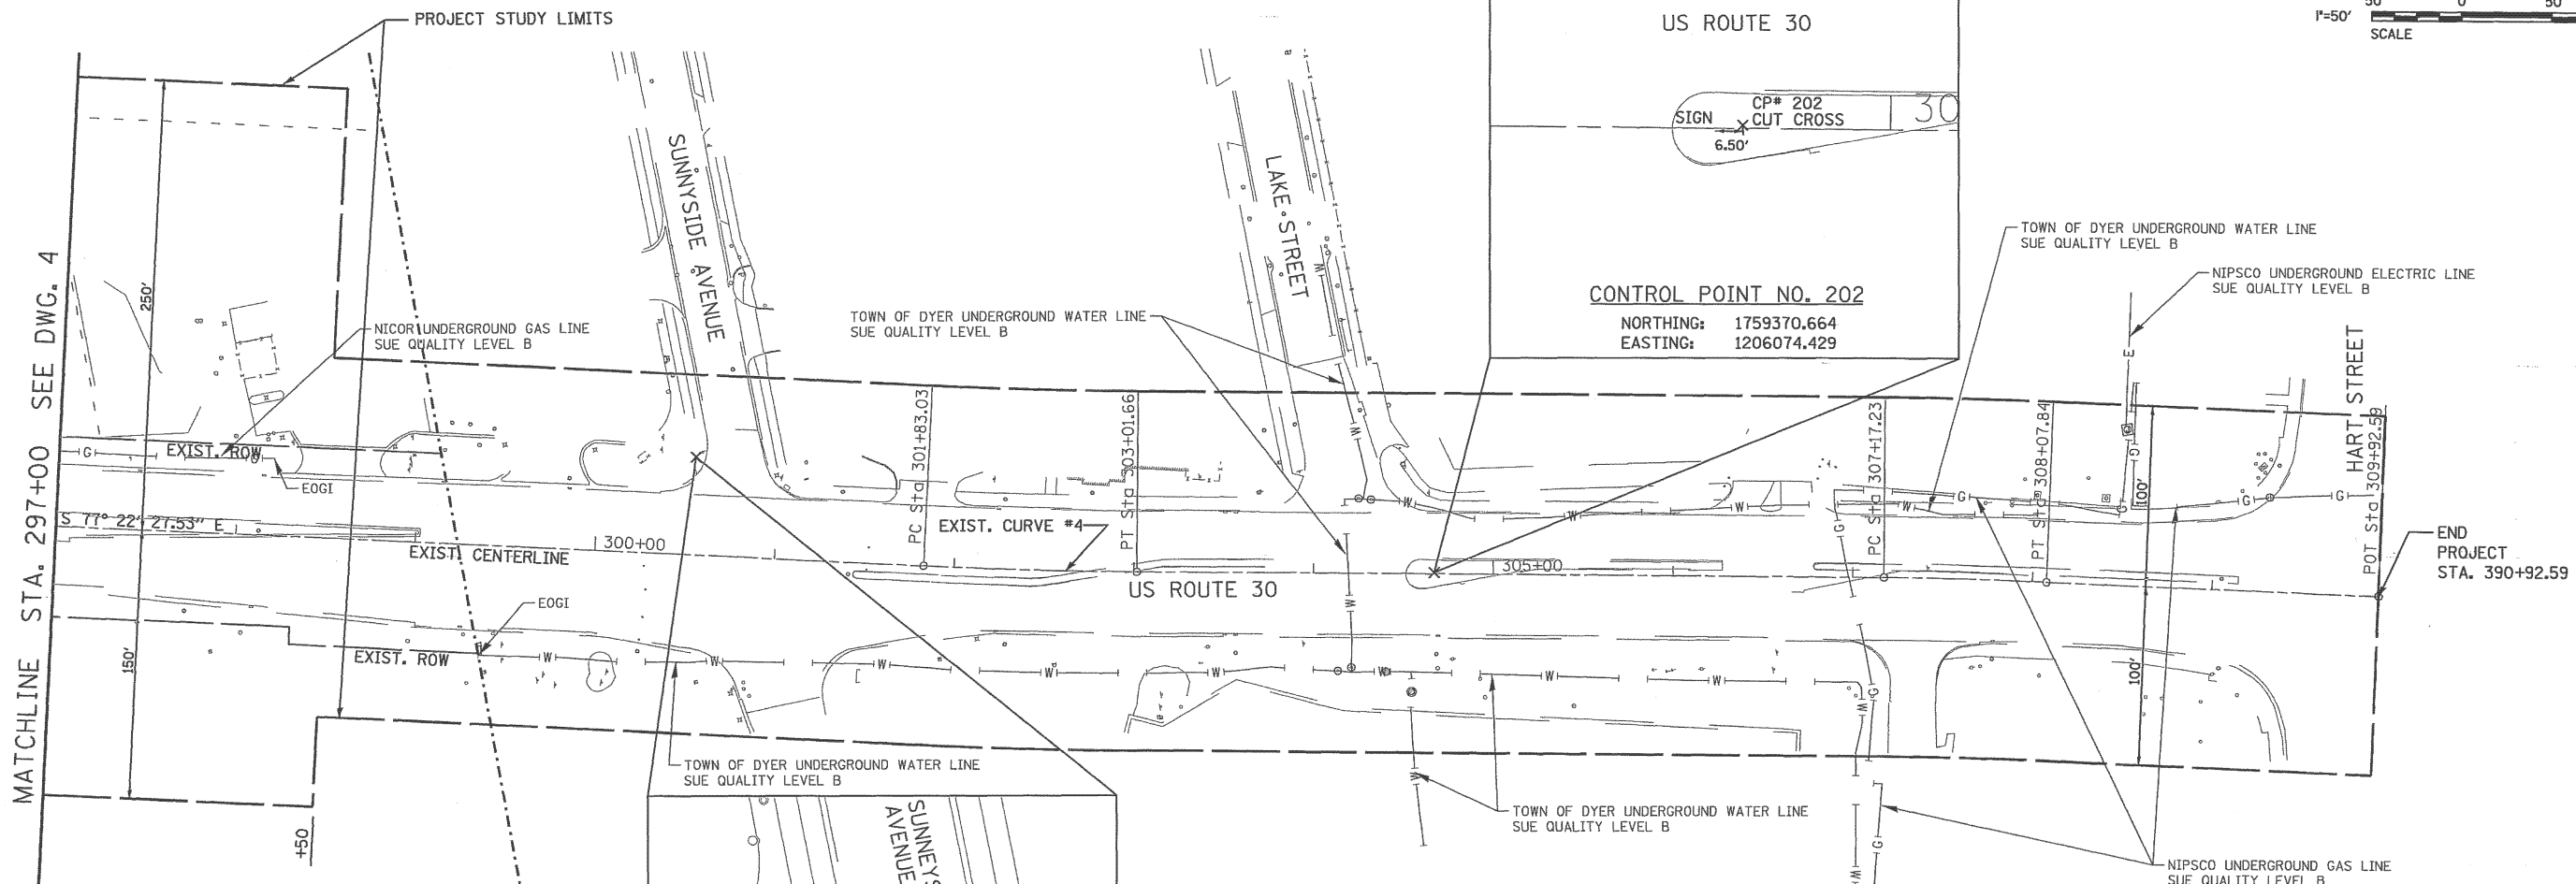 PROJECT STUDY LIMITS
US ROUTE 30
50 0 50
1"=50'
SCALE
CP# 202
SIGN CUT CROSS
30
6.50'
SUNNYSIDE AVENUE
LAKE STREET
CONTROL POINT NO. 202
NORTHING: 1759370.664
EASTING: 1206074.429
TOWN OF DYER UNDERGROUND WATER LINE
SUE QUALITY LEVEL B
NIPSCO UNDERGROUND ELECTRIC LINE
SUE QUALITY LEVEL B
TOWN OF DYER UNDERGROUND WATER LINE
SUE QUALITY LEVEL B
NICOR UNDERGROUND GAS LINE
SUE QUALITY LEVEL B
MATCHLINE STA. 297+00 SEE DWG. 4
250'
150'
EXIST. ROW
EOGI
S 77° 22' 27.53" E
EXIST. CENTERLINE
300+00
PC Sta 301+83.03
EXIST. CURVE #4
PT Sta 303+01.66
US ROUTE 30
305+00
PC Sta 307+17.23
PT Sta 308+07.84
100'
100'
HART STREET
POT Sta 309+92.59
END
PROJECT
STA. 390+92.59
EOGI
EXIST. ROW
TOWN OF DYER UNDERGROUND WATER LINE
SUE QUALITY LEVEL B
TOWN OF DYER UNDERGROUND WATER LINE
SUE QUALITY LEVEL B
NIPSCO UNDERGROUND GAS LINE
SUE QUALITY LEVEL B
+50
SUNNEYS
AVENUE